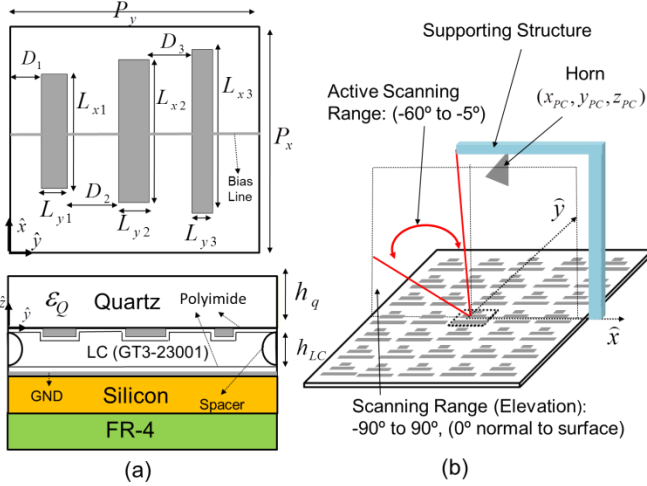 P_y
D_1
D_3
L_x1
L_x2
L_x3
P_x
D_2
Bias
Line
L_y1
L_y2
L_y3
x̂
ŷ
ẑ
ŷ
ε_Q
Quartz
Polyimide
h_q
LC (GT3-23001)
h_LC
GND
Silicon
Spacer
FR-4
(a)
Supporting Structure
Horn
(x_PC, y_PC, z_PC)
Active Scanning
Range: (-60º to -5º)
ŷ
x̂
Scanning Range (Elevation):
-90º to 90º, (0º normal to surface)
(b)